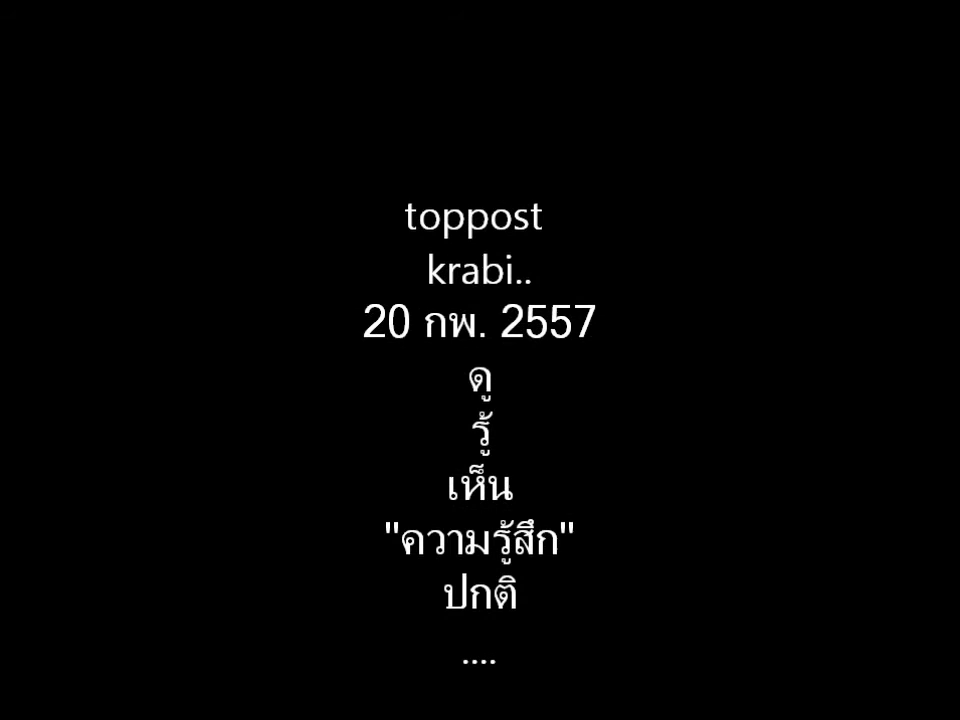 toppost
krabi..
20 กพ. 2557
ดู
รู้
เห็น
"ความรู้สึก"
ปกติ
....